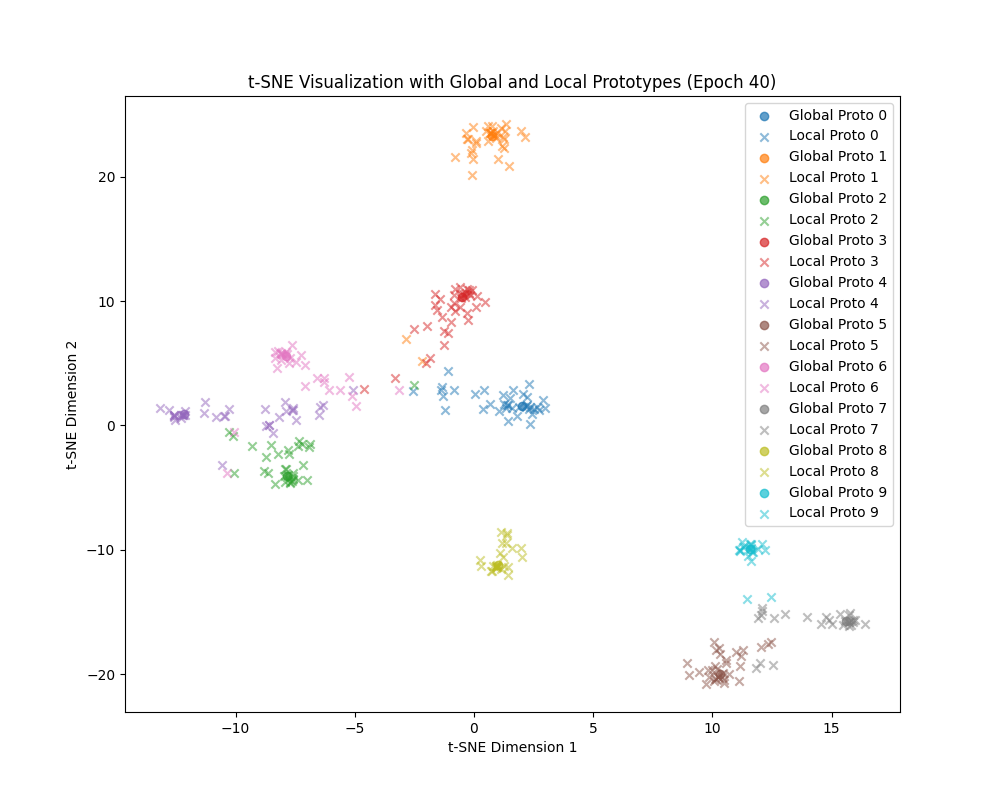 t-SNE Visualization with Global and Local Prototypes (Epoch 40)
Global Proto 0
Local Proto 0
Global Proto 1
Local Proto 1
Global Proto 2
Local Proto 2
Global Proto 3
Local Proto 3
Global Proto 4
Local Proto 4
Global Proto 5
Local Proto 5
Global Proto 6
Local Proto 6
Global Proto 7
Local Proto 7
Global Proto 8
Local Proto 8
Global Proto 9
Local Proto 9
t-SNE Dimension 2
20
10
0
−10
−20
−10
−5
0
5
10
15
t-SNE Dimension 1